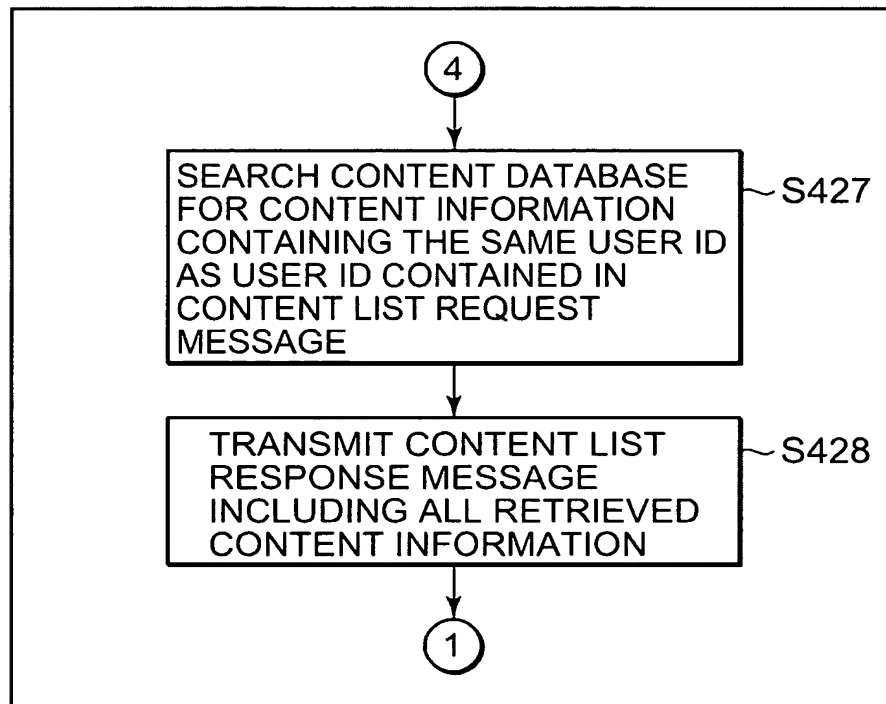 4
SEARCH CONTENT DATABASE
FOR CONTENT INFORMATION
CONTAINING THE SAME USER ID
AS USER ID CONTAINED IN
CONTENT LIST REQUEST
MESSAGE
S427
TRANSMIT CONTENT LIST
RESPONSE MESSAGE
INCLUDING ALL RETRIEVED
CONTENT INFORMATION
S428
1